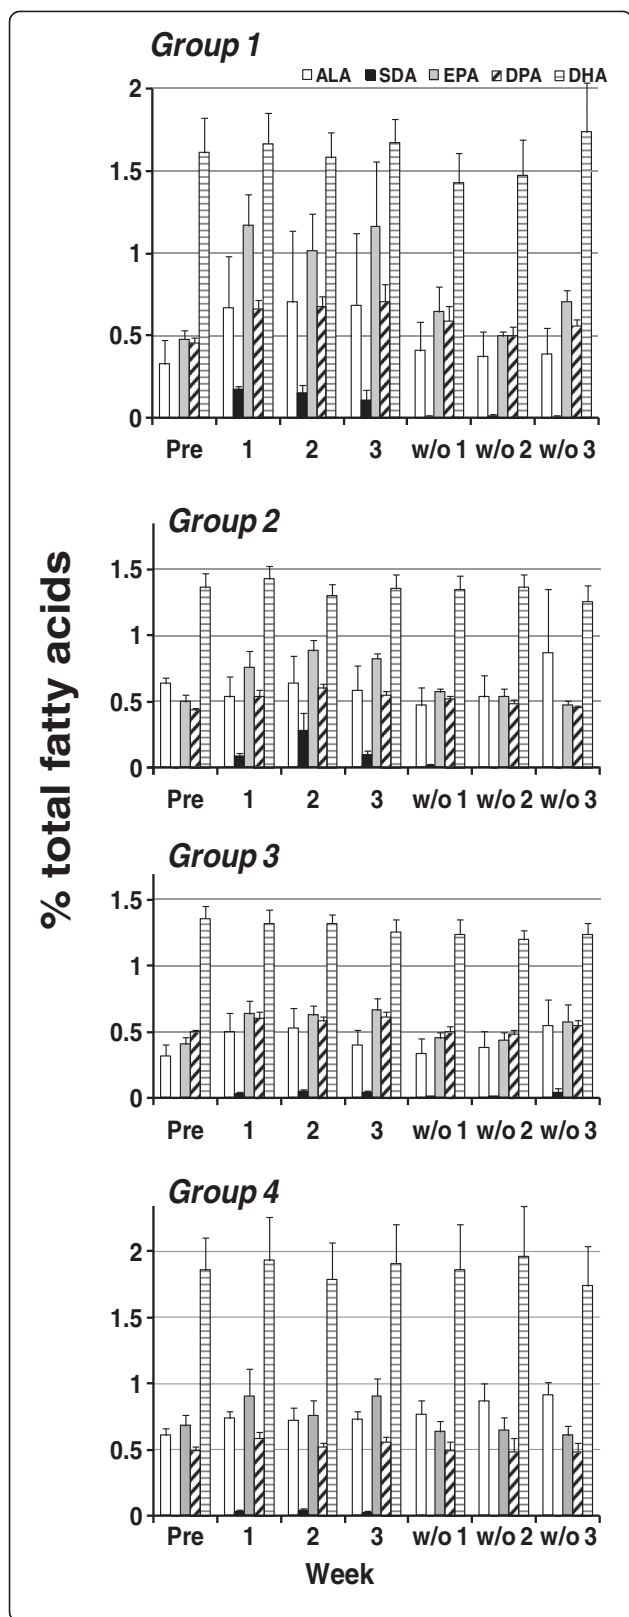 Group 1
ALA SDA EPA DPA DHA
2
1.5
1
0.5
0
Pre 1 2 3 w/o 1 w/o 2 w/o 3
Group 2
1.5
1
0.5
0
Pre 1 2 3 w/o 1 w/o 2 w/o 3
% total fatty acids
Group 3
1.5
1
0.5
0
Pre 1 2 3 w/o 1 w/o 2 w/o 3
Group 4
2
1.5
1
0.5
0
Pre 1 2 3 w/o 1 w/o 2 w/o 3
Week